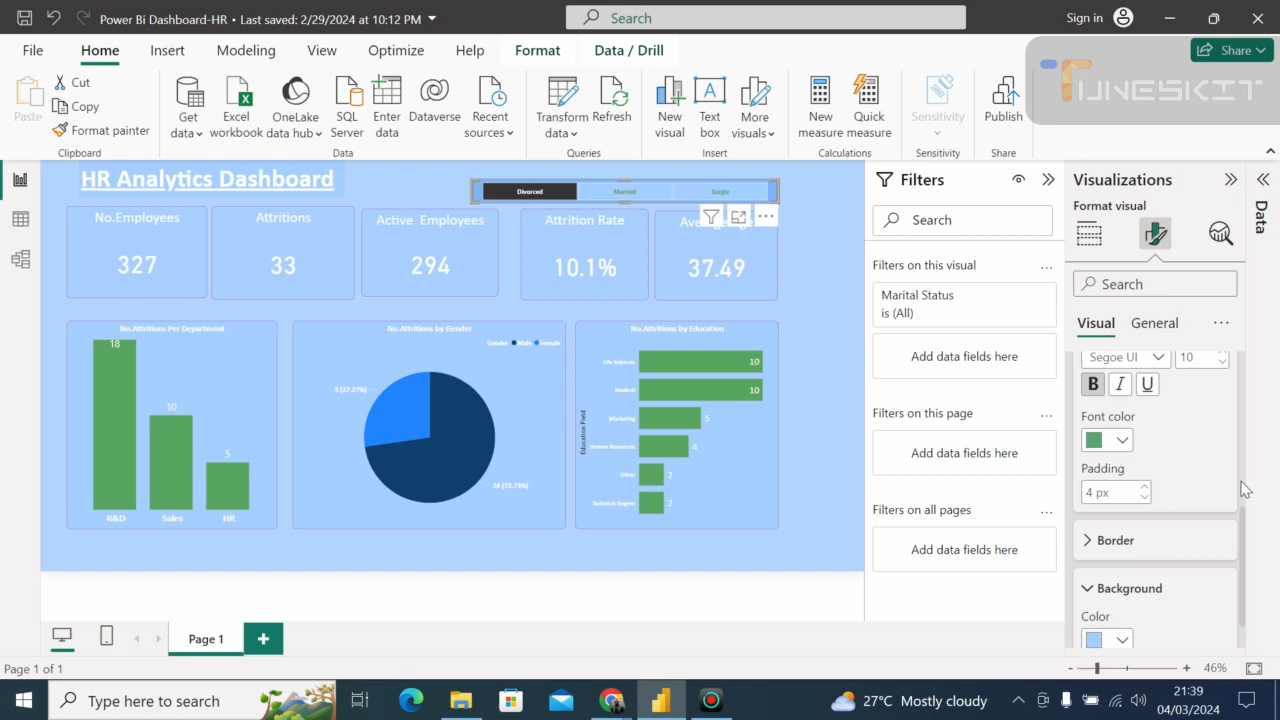 Power Bi Dashboard-HR • Last saved: 2/29/2024 at 10:12 PM
Search
Sign in
File
Home
Insert
Modeling
View
Optimize
Help
Format
Data / Drill
Share
TUNESKIT
Paste
Cut
Copy
Format painter
Get data
Excel workbook
OneLake data hub
SQL Server
Enter data
Dataverse
Recent sources
Transform data
Refresh
New visual
Text box
More visuals
New measure
Quick measure
Sensitivity
Publish
Clipboard
Data
Queries
Insert
Calculations
Sensitivity
Share
HR Analytics Dashboard
Divorced
Married
Single
No.Employees
327
Attritions
33
Active Employees
294
Attrition Rate
10.1%
37.49
No.Attritions Per Department
18
10
5
R&D
Sales
HR
No.Attritions by Gender
Gender Male Female
9 (27.27%)
24 (72.73%)
No.Attritions by Education
Education Field
Life Sciences
10
Medical
10
Marketing
5
Human Resources
4
Other
2
Technical Degree
2
Filters
Search
Filters on this visual
...
Marital Status
is (All)
Add data fields here
Filters on this page
...
Add data fields here
Filters on all pages
...
Add data fields here
Visualizations
Format visual
Search
Visual
General
...
Segoe UI
10
B
I
U
Font color
Padding
4 px
Border
Background
Color
Data
Page 1
Page 1 of 1
46%
Type here to search
27°C Mostly cloudy
21:39
04/03/2024